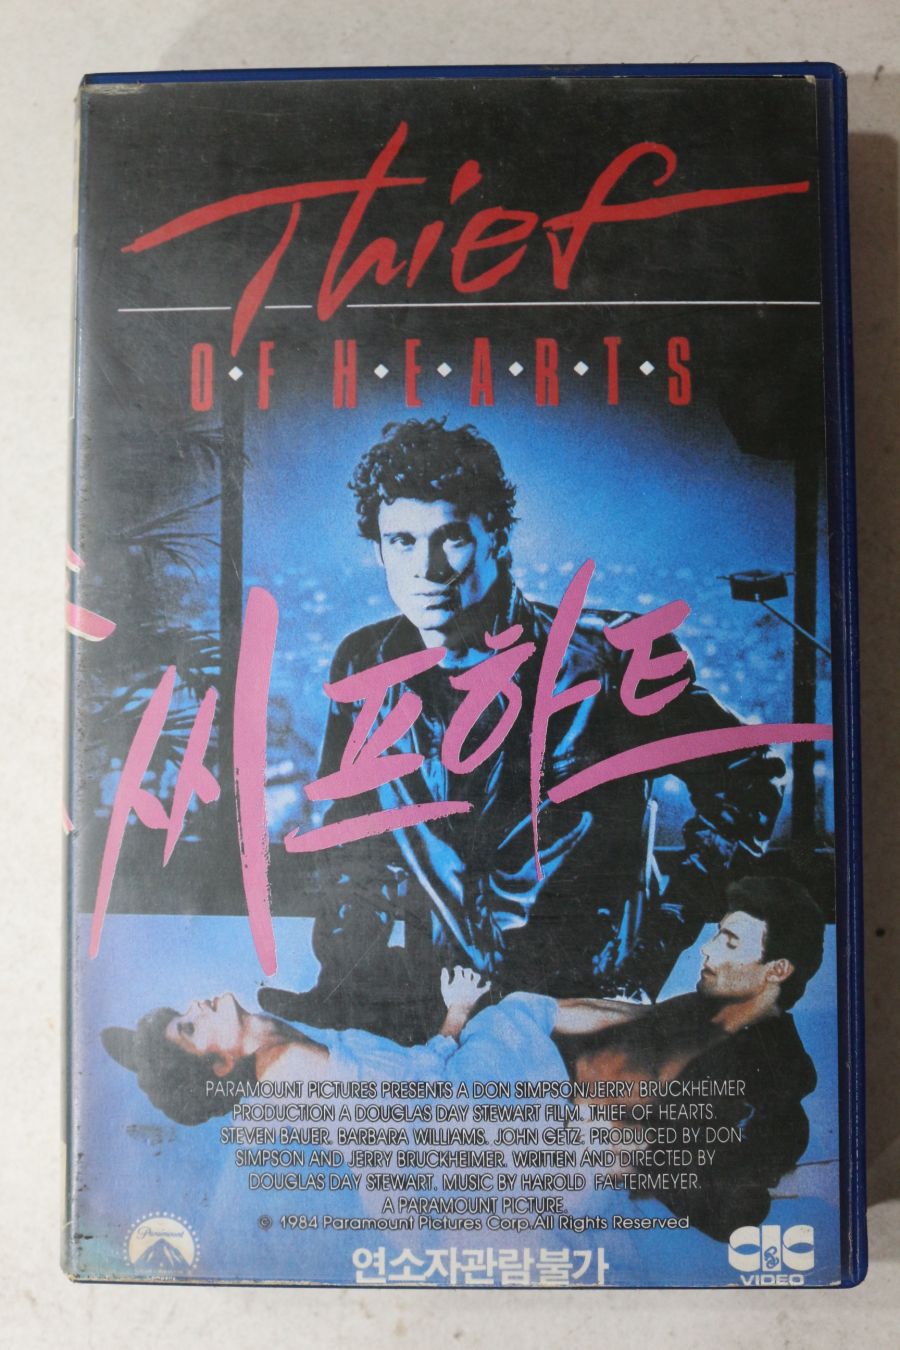 Thief
OF HEARTS
씨프하트
PARAMOUNT PICTURES PRESENTS A DON SIMPSON/JERRY BRUCKHEIMER
PRODUCTION A DOUGLAS DAY STEWART FILM. THIEF OF HEARTS.
STEVEN BAUER. BARBARA WILLIAMS. JOHN GETZ. PRODUCED BY DON
SIMPSON AND JERRY BRUCKHEIMER. WRITTEN AND DIRECTED BY
DOUGLAS DAY STEWART. MUSIC BY HAROLD FALTERMEYER.
A PARAMOUNT PICTURE.
© 1984 Paramount Pictures Corp.All Rights Reserved
Paramount
연소자관람불가
CIC
VIDEO